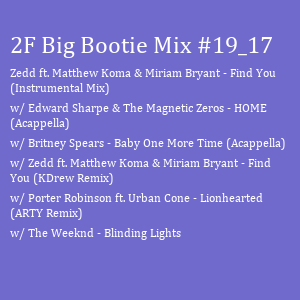 2F Big Bootie Mix #19_17
Zedd ft. Matthew Koma & Miriam Bryant - Find You
(Instrumental Mix)
w/ Edward Sharpe & The Magnetic Zeros - HOME
(Acappella)
w/ Britney Spears - Baby One More Time (Acappella)
w/ Zedd ft. Matthew Koma & Miriam Bryant - Find
You (KDrew Remix)
w/ Porter Robinson ft. Urban Cone - Lionhearted
(ARTY Remix)
w/ The Weeknd - Blinding Lights